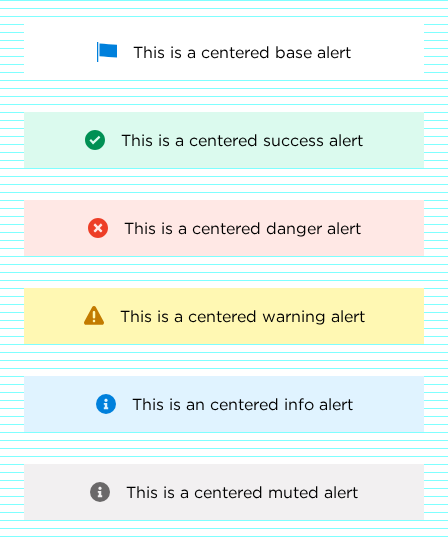 This is a centered base alert
This is a centered success alert
This is a centered danger alert
This is a centered warning alert
This is an centered info alert
This is a centered muted alert